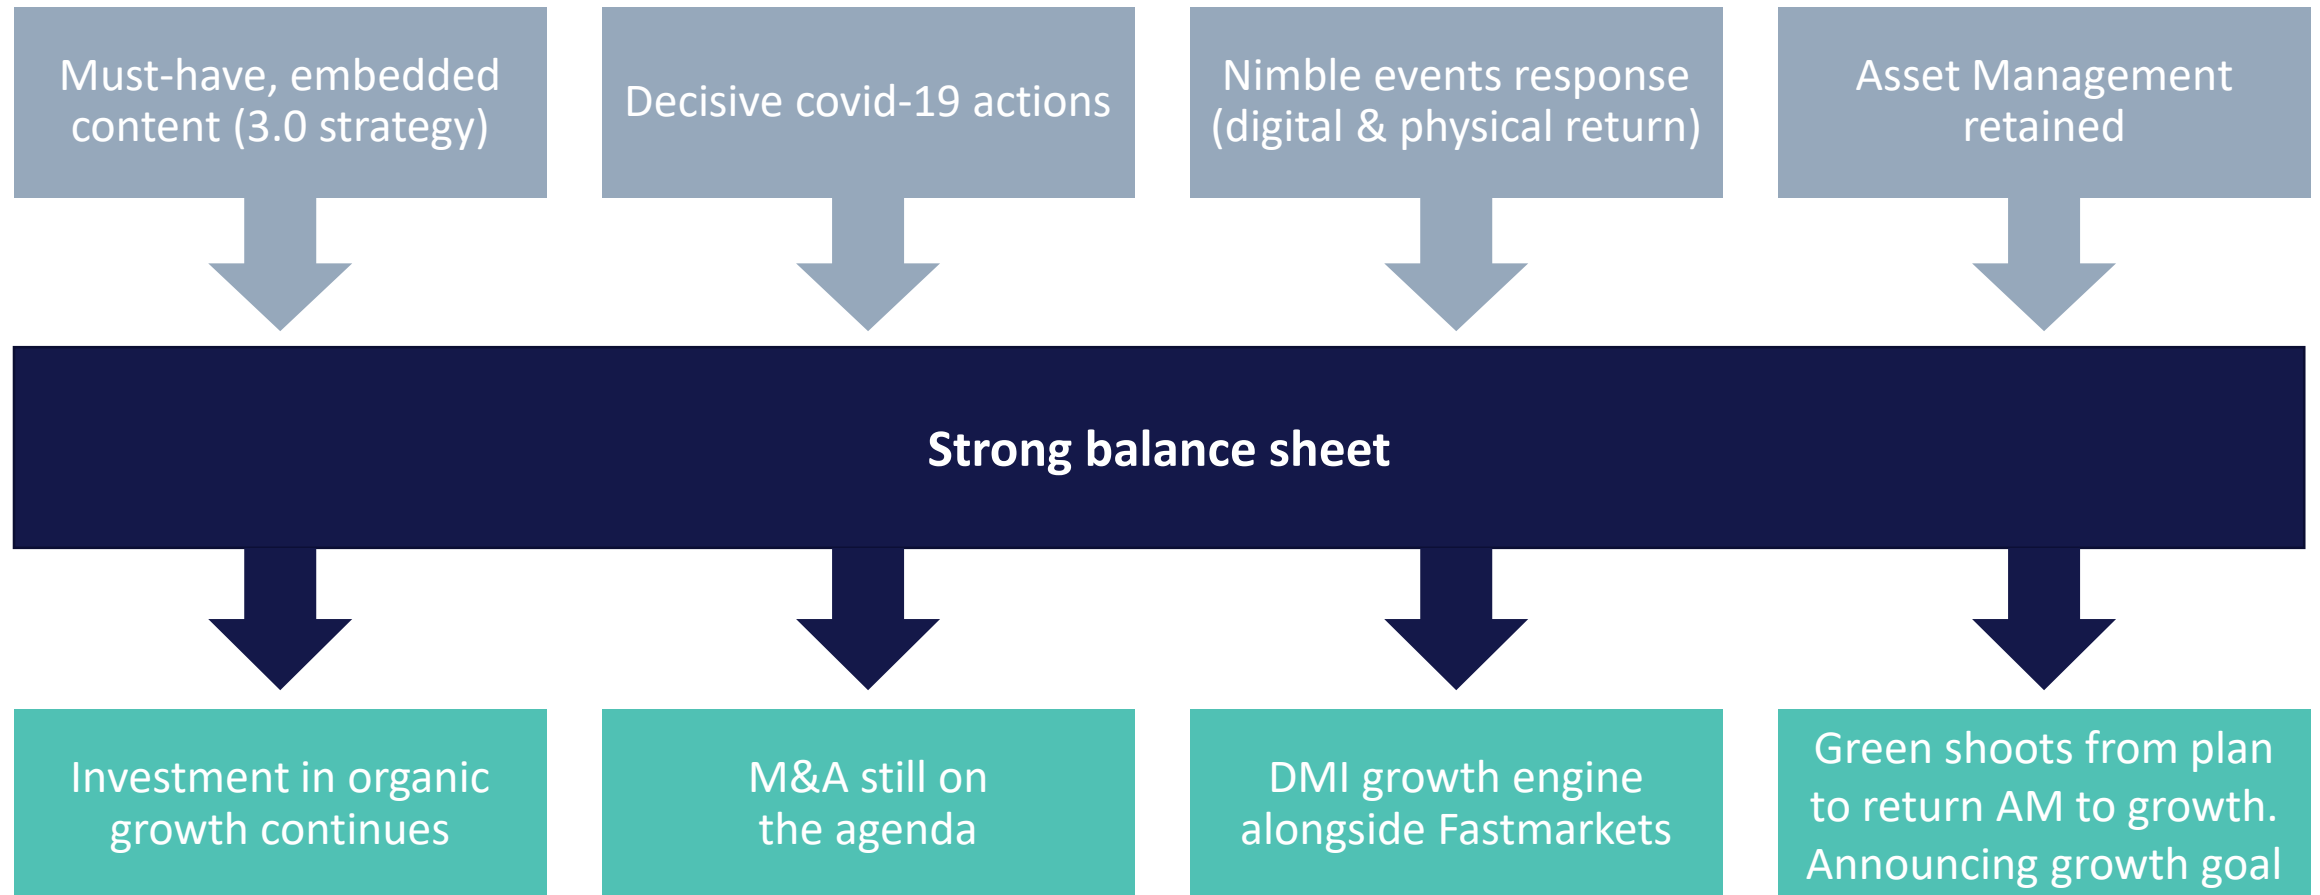 Must-have, embedded
content (3.0 strategy)
Decisive covid-19 actions
Nimble events response
(digital & physical return)
Asset Management
retained
Strong balance sheet
Investment in organic
growth continues
M&A still on
the agenda
DMI growth engine
alongside Fastmarkets
Green shoots from plan
to return AM to growth.
Announcing growth goal